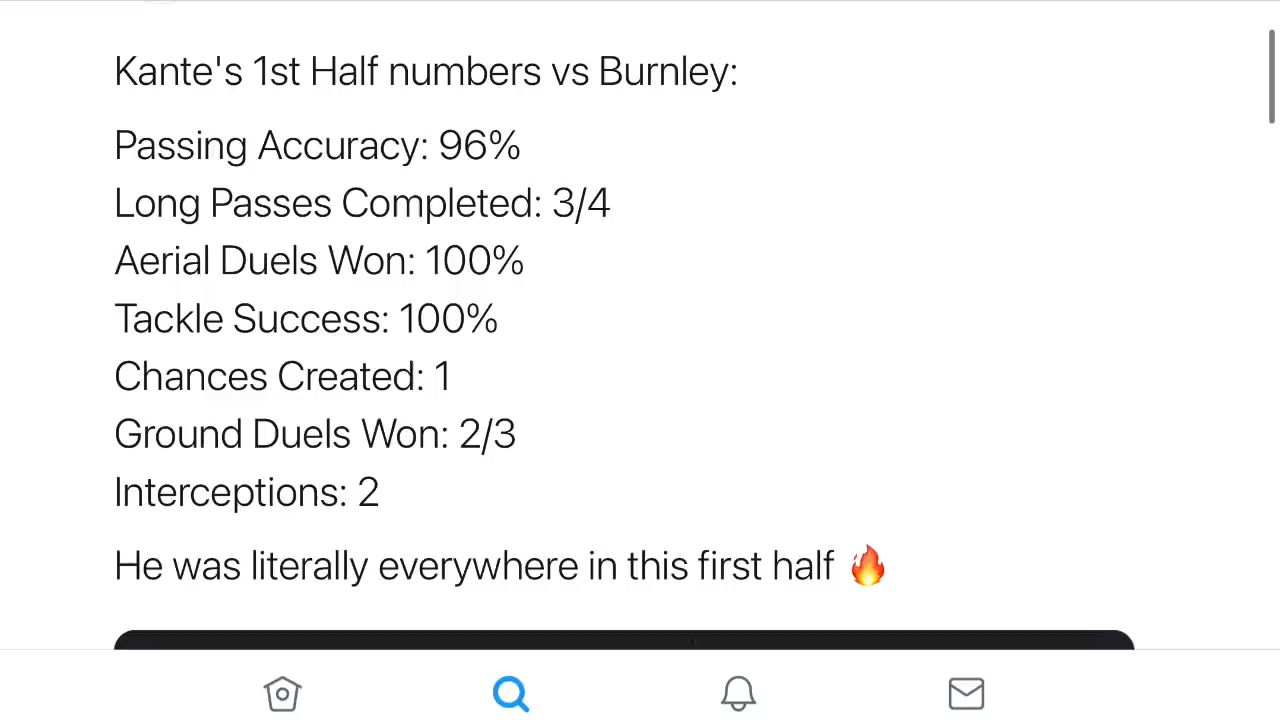 Kante's 1st Half numbers vs Burnley:
Passing Accuracy: 96%
Long Passes Completed: 3/4
Aerial Duels Won: 100%
Tackle Success: 100%
Chances Created: 1
Ground Duels Won: 2/3
Interceptions: 2
He was literally everywhere in this first half 🔥